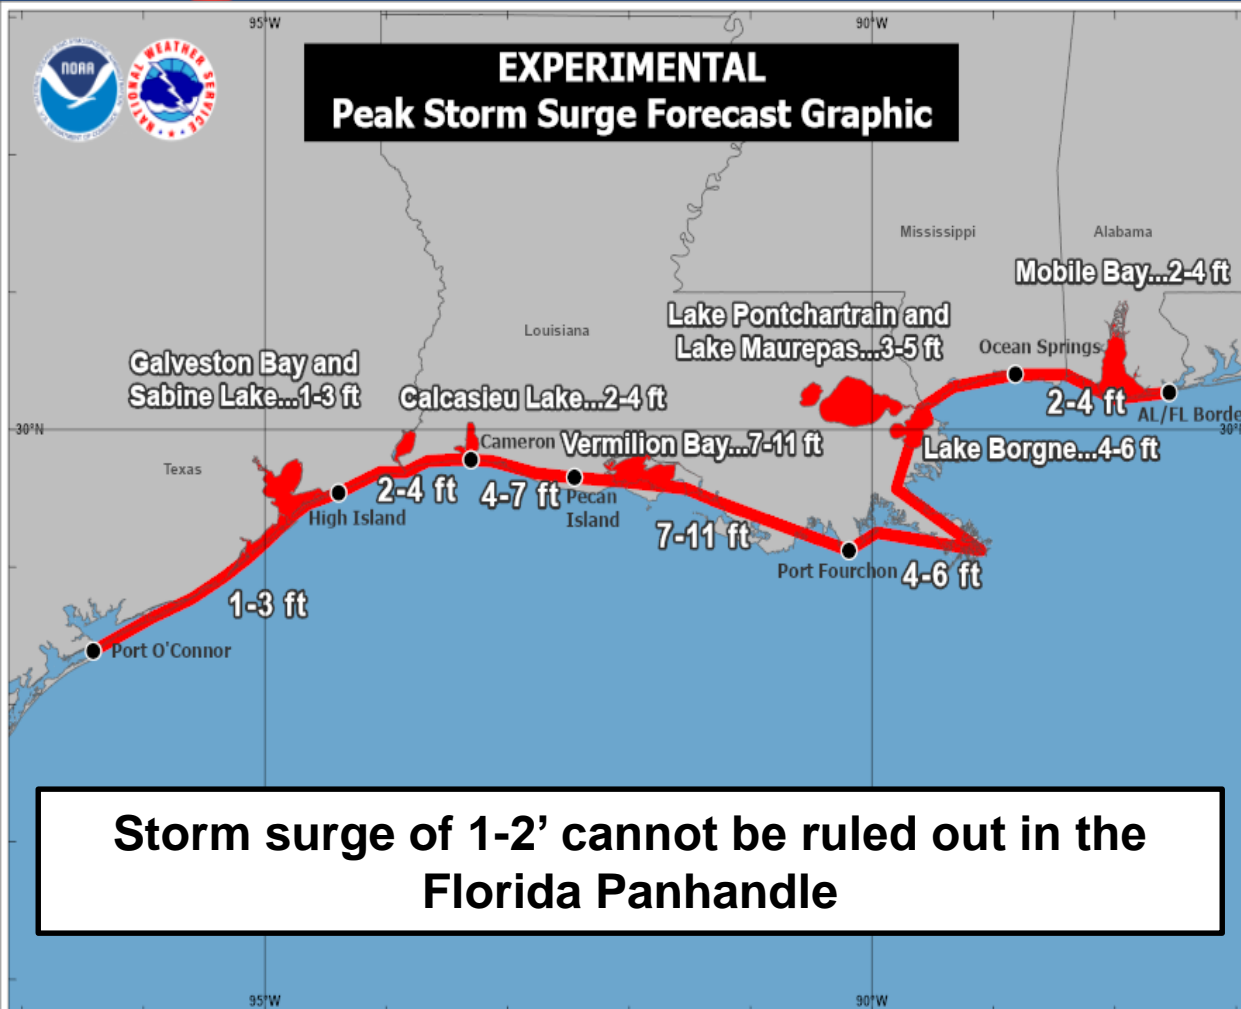 95°W
90°W
NOAA
NATIONAL WEATHER SERVICE
EXPERIMENTAL
Peak Storm Surge Forecast Graphic
Mississippi
Alabama
Mobile Bay...2-4 ft
Lake Pontchartrain and
Lake Maurepas...3-5 ft
Louisiana
Ocean Springs
Galveston Bay and
Sabine Lake...1-3 ft
Calcasieu Lake...2-4 ft
2-4 ft
AL/FL Borde
30°N
30°
Cameron
Vermilion Bay...7-11 ft
Lake Borgne...4-6 ft
Texas
2-4 ft
4-7 ft
Pecan
Island
High Island
7-11 ft
Port Fourchon
4-6 ft
1-3 ft
Port O'Connor
Storm surge of 1-2’ cannot be ruled out in the
Florida Panhandle
95°W
90°W